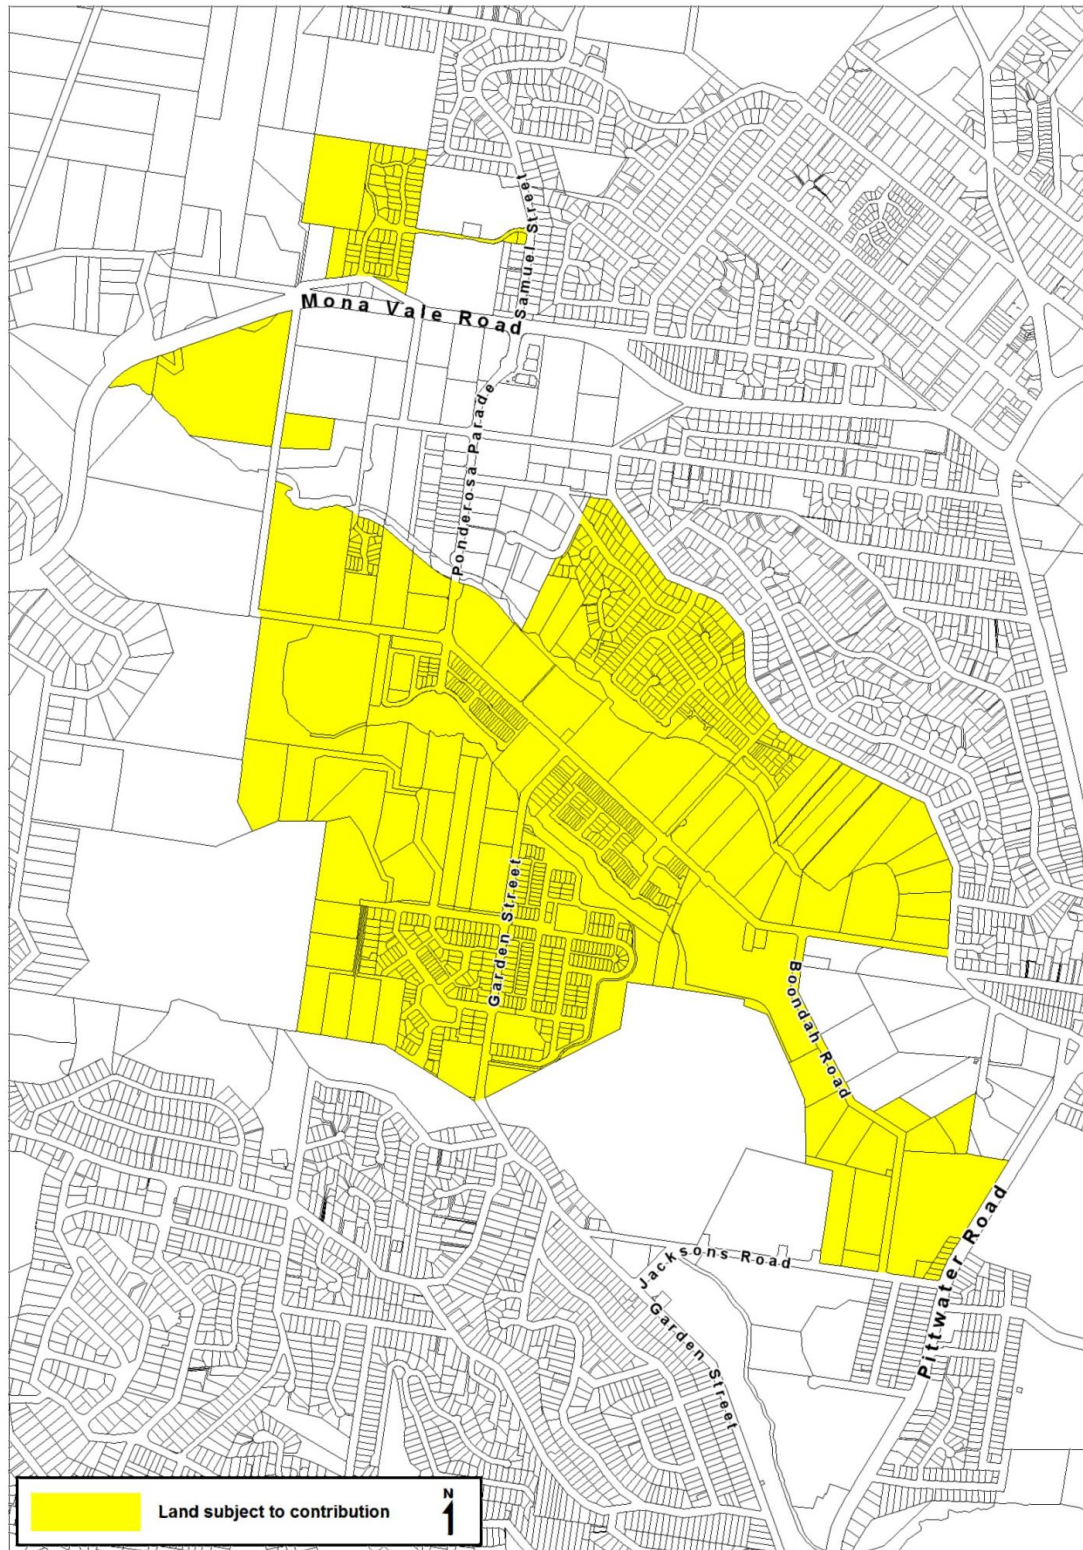 Samuel Street
Mona Vale Road
Ponderosa Parade
Garden Street
Boondah Road
Jacksons Road
Garden Street
Pittwater Road
Land subject to contribution
N